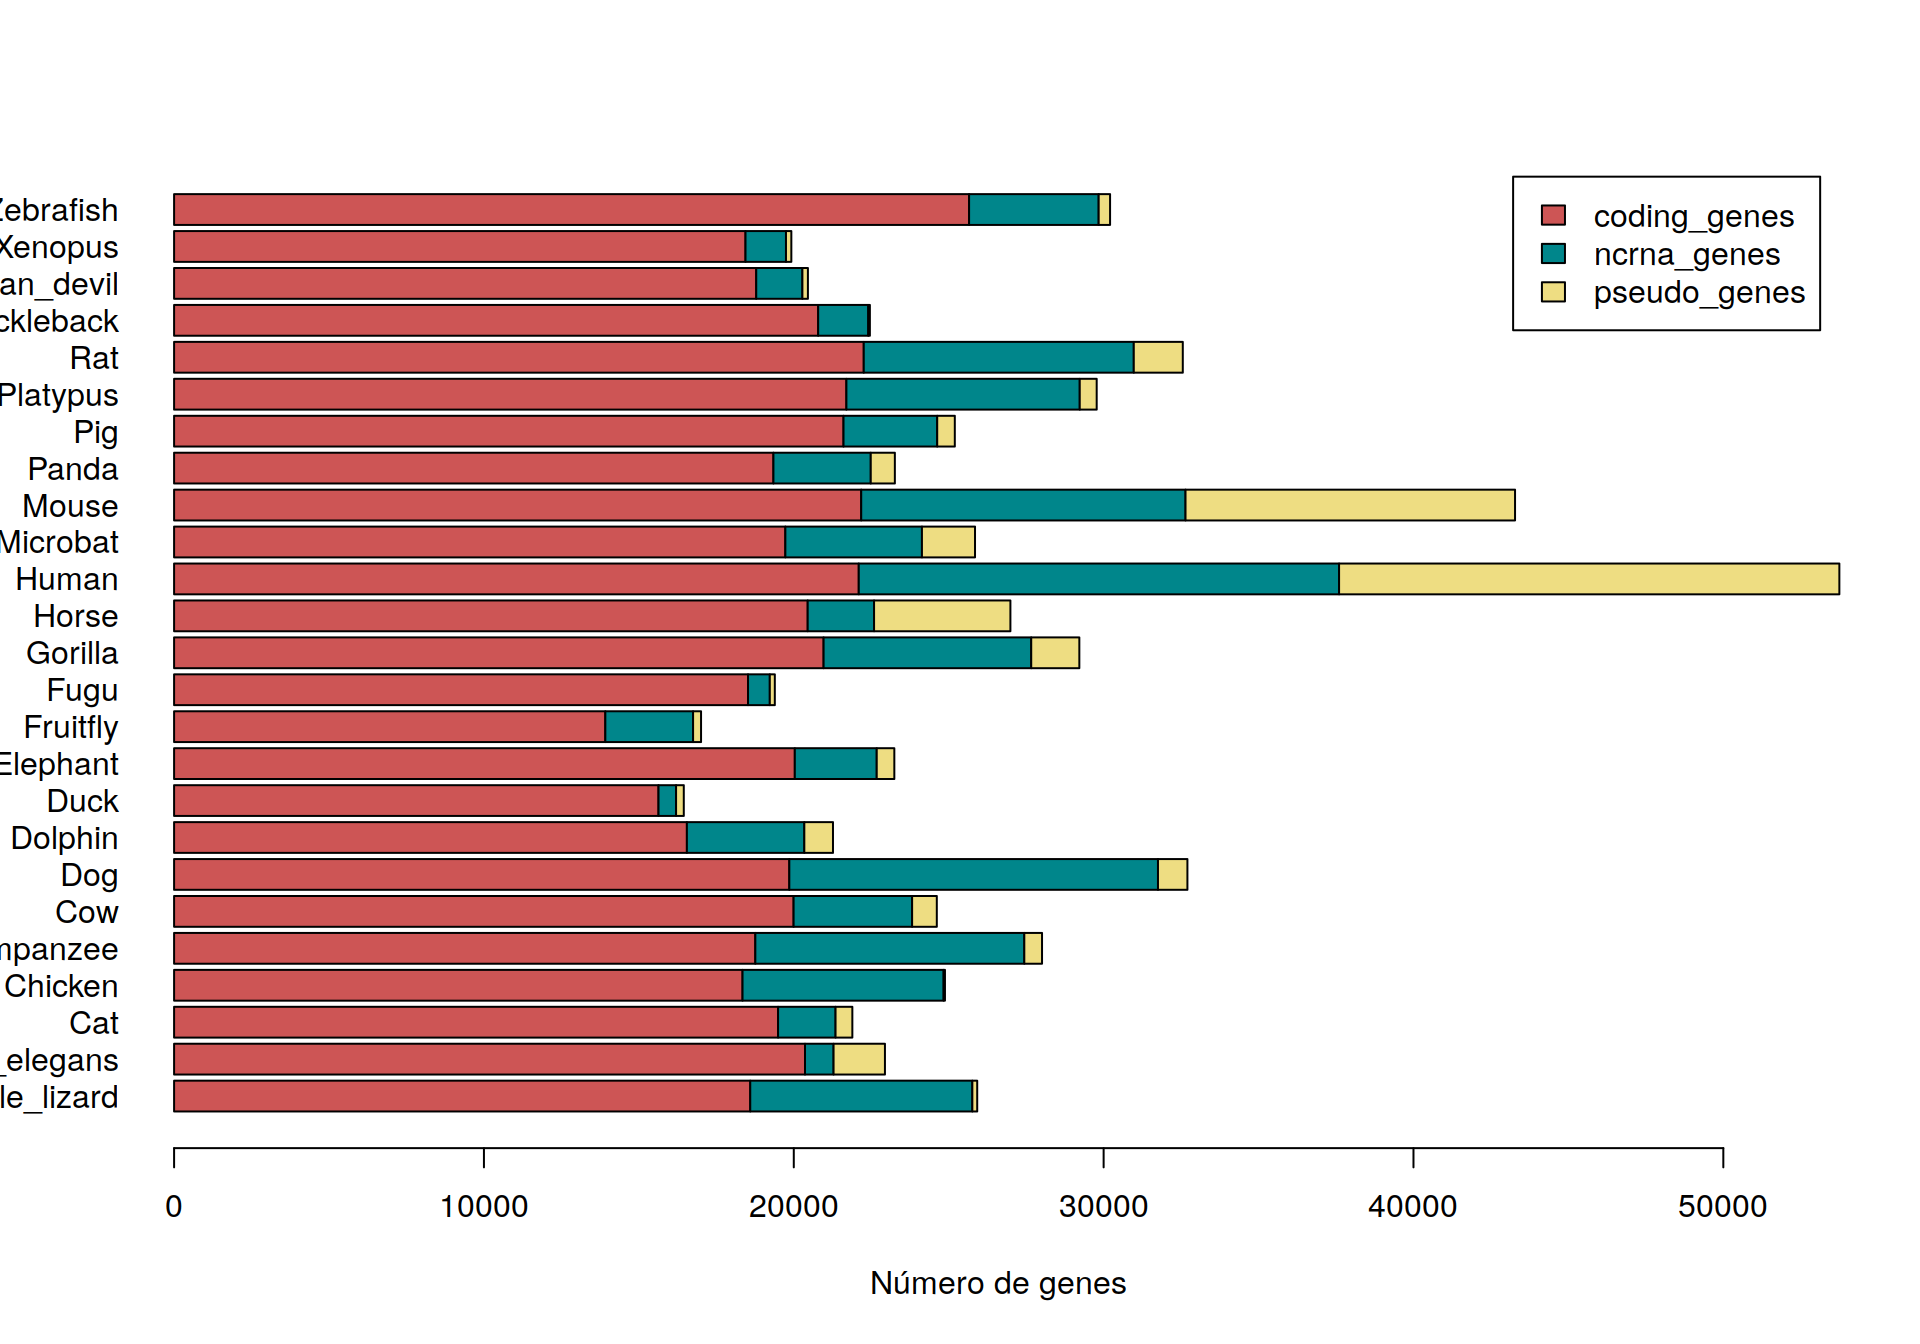 Zebrafish
Xenopus
an_devil
ckleback
Rat
Platypus
Pig
Panda
Mouse
Microbat
Human
Horse
Gorilla
Fugu
Fruitfly
Elephant
Duck
Dolphin
Dog
Cow
mpanzee
Chicken
Cat
_elegans
le_lizard
coding_genes
ncrna_genes
pseudo_genes
0 10000 20000 30000 40000 50000
Número de genes